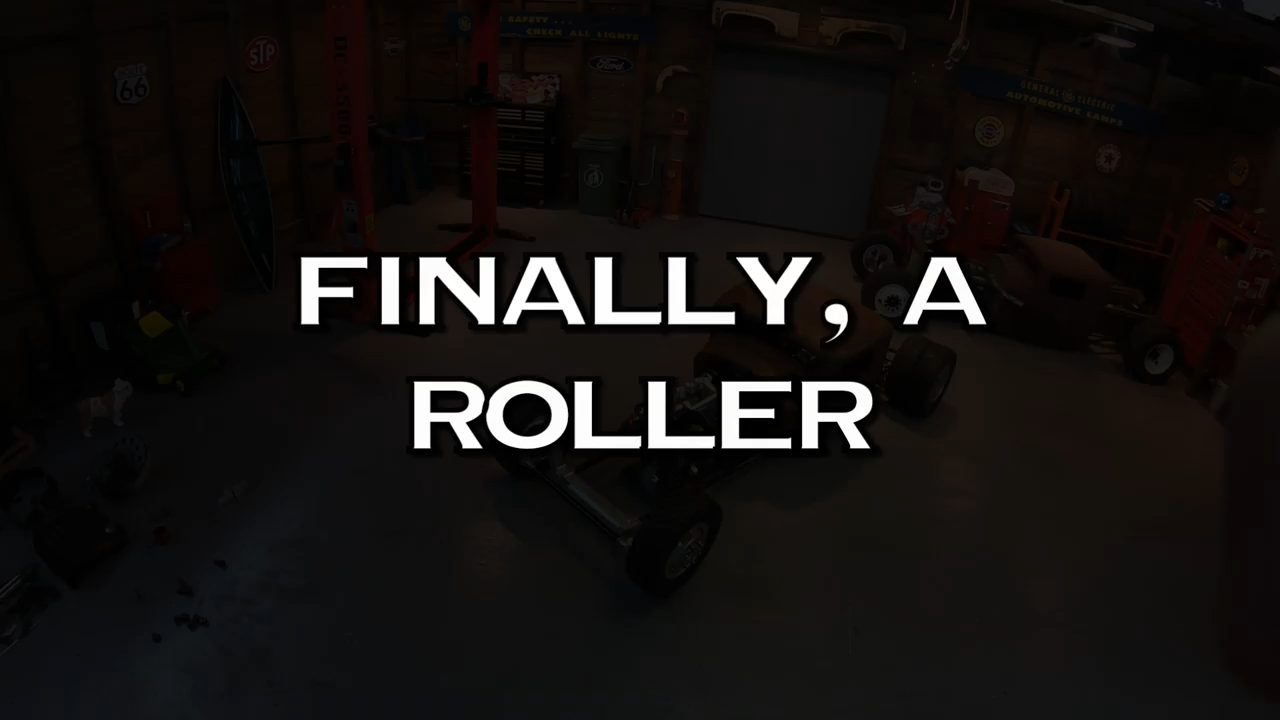 SAFETY ...
CHECK ALL LIGHTS
STP
Ford
66
GENERAL ELECTRIC
AUTOMOTIVE LAMPS
FINALLY, A
ROLLER